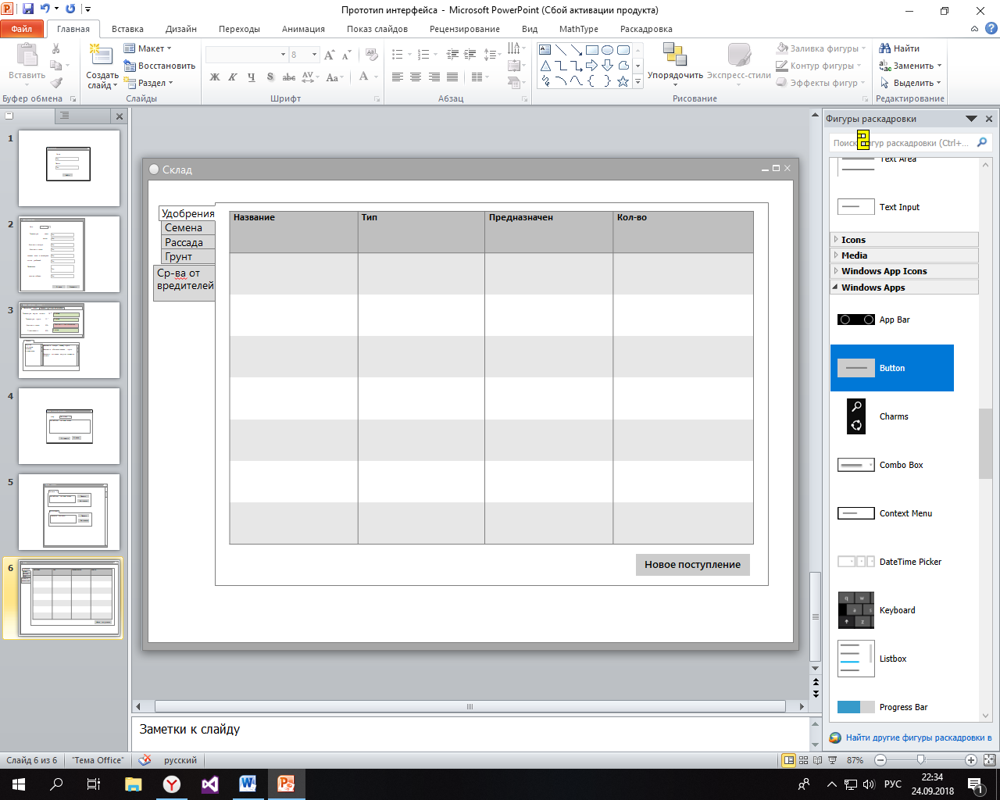 Прототип интерфейса - Microsoft PowerPoint (Сбой активации продукта)
Файл Главная Вставка Дизайн Переходы Анимация Показ слайдов Рецензирование Вид MathType Раскадровка
Вставить
Буфер обмена
Создать слайд
Макет
Восстановить
Раздел
Слайды
8
Ж К Ч S abc AV Aa A
Шрифт
Абзац
Упорядочить
Экспресс-стили
Заливка фигуры
Контур фигуры
Эффекты фигур
Рисование
Найти
Заменить
Выделить
Редактирование
1
2
3
4
5
6
Склад
Удобрения
Семена
Рассада
Грунт
Ср-ва от
вредителей
Название Тип Предназначен Кол-во
Новое поступление
Заметки к слайду
Фигуры раскадровки
Text Area
Text Input
Icons
Media
Windows App Icons
Windows Apps
App Bar
Button
Charms
Combo Box
Context Menu
DateTime Picker
Keyboard
Listbox
Progress Bar
Найти другие фигуры раскадровки в
Слайд 6 из 6 "Тема Office" русский 87%
РУС
22:34
24.09.2018
1